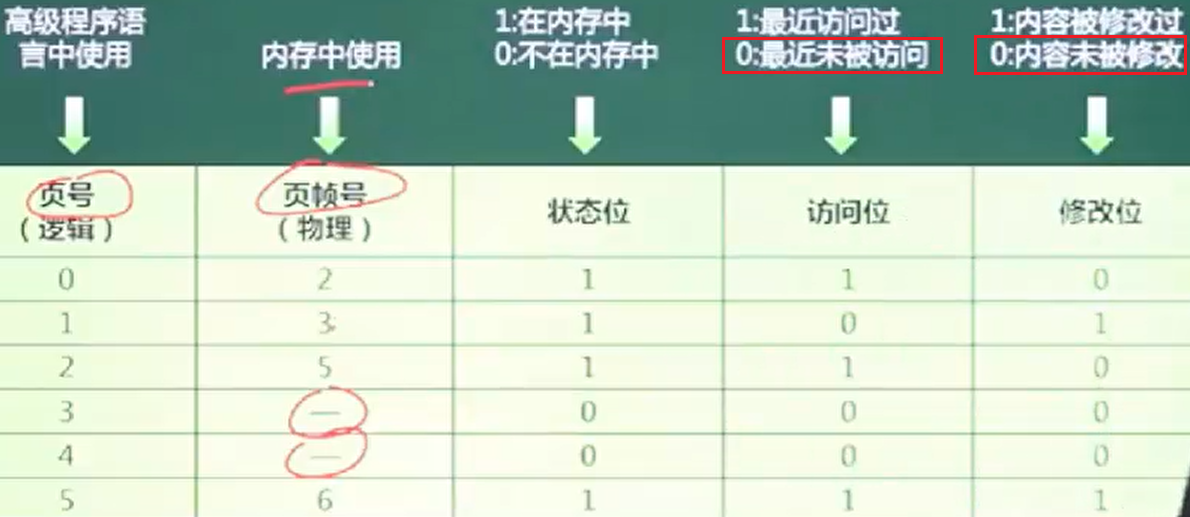 高级程序语
言中使用
内存中使用
1:在内存中
0:不在内存中
1:最近访问过
0:最近未被访问
1:内容被修改过
0:内容未被修改
页号
（逻辑）
页帧号
（物理）
状态位
访问位
修改位
0 2 1 1 0
1 3 1 0 1
2 5 1 1 0
3 — 0 0 0
4 — 0 0 0
5 6 1 1 1